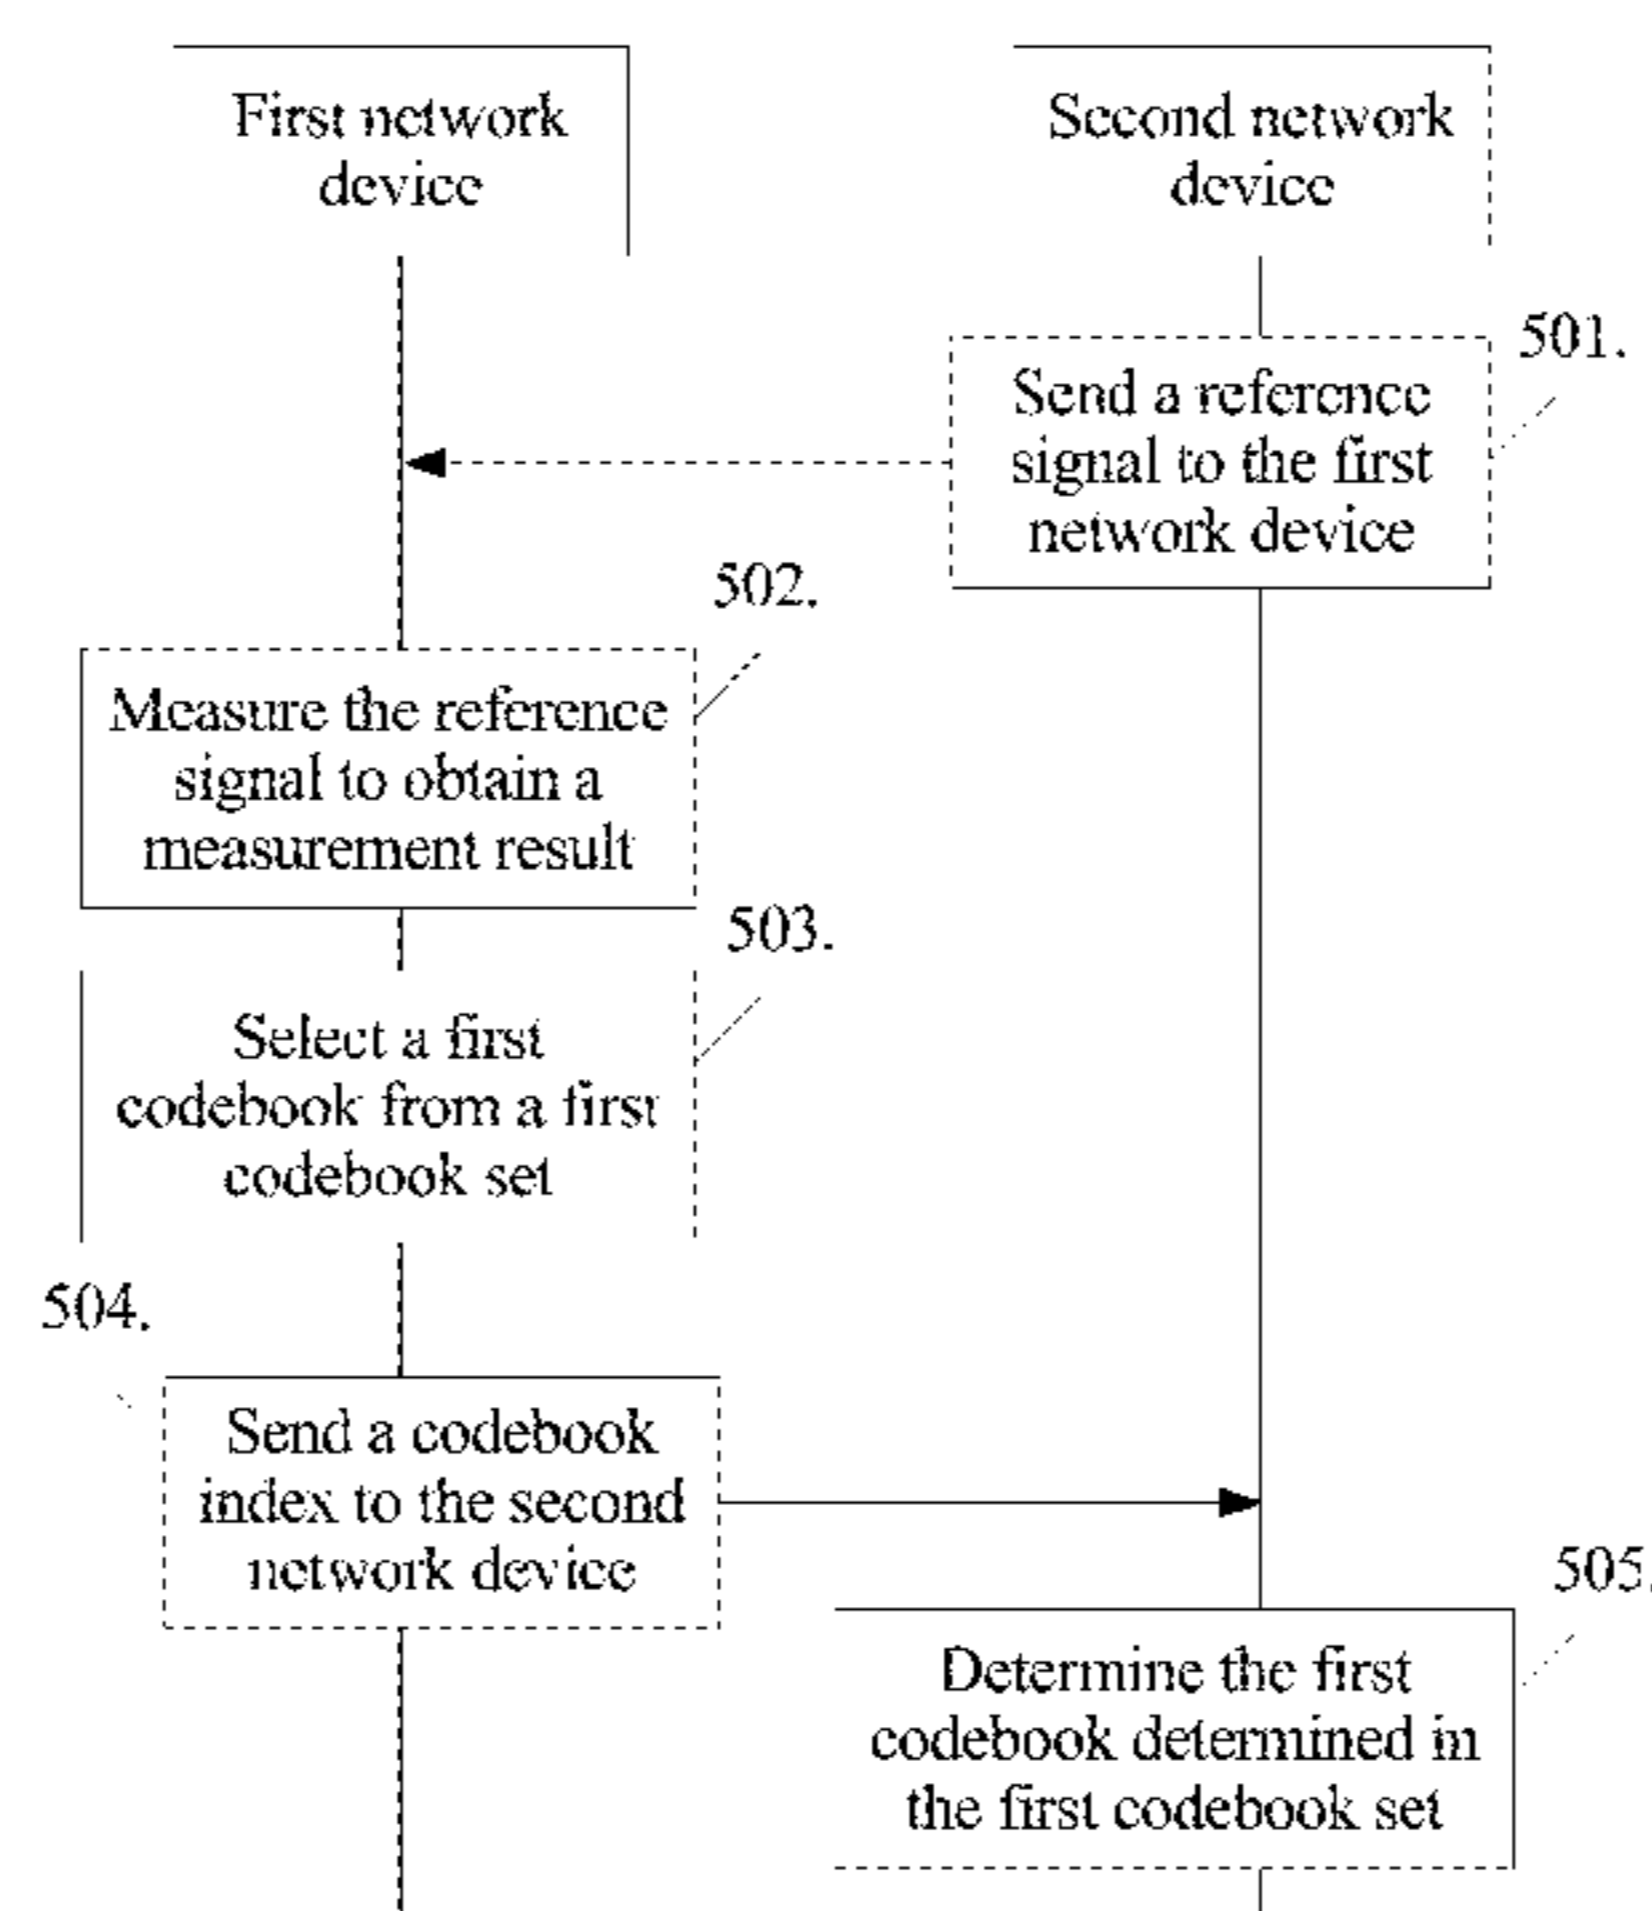 First network
device
Second network
device
501.
Send a reference
signal to the first
network device
502.
Measure the reference
signal to obtain a
measurement result
503.
Select a first
codebook from a first
codebook set
504.
Send a codebook
index to the second
network device
505.
Determine the first
codebook determined in
the first codebook set